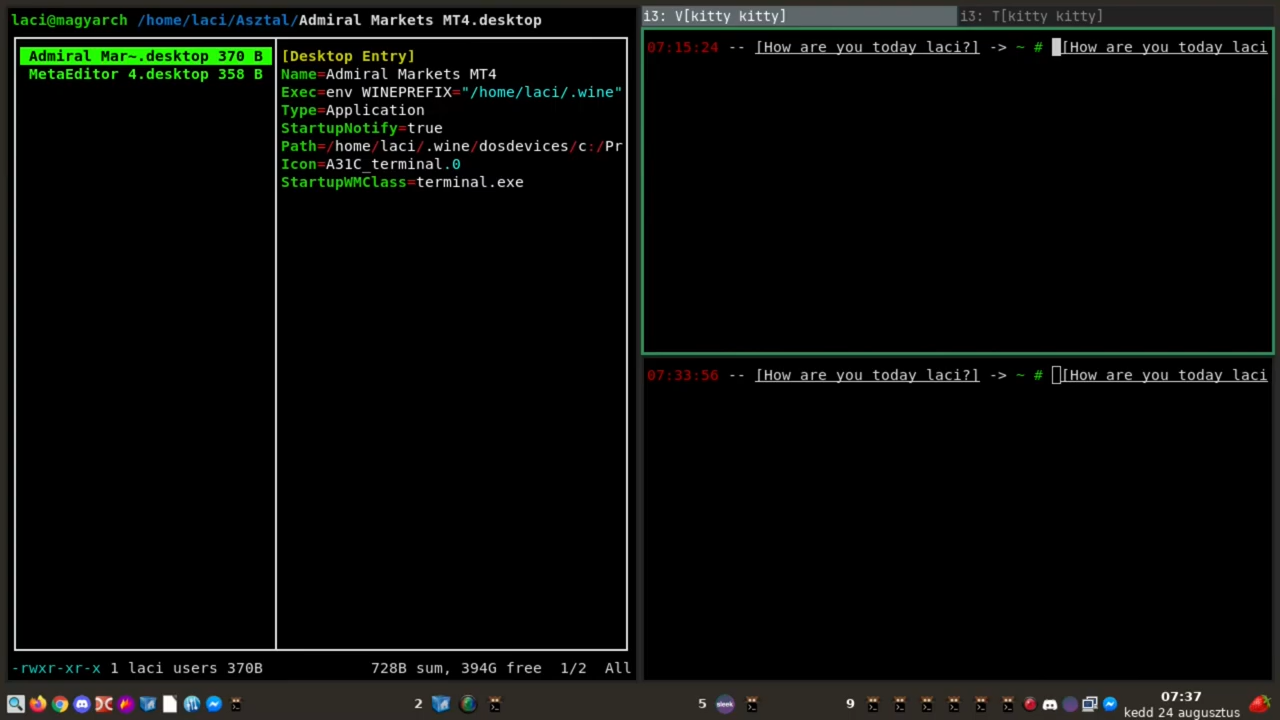 laci@magyarch /home/laci/Asztal/Admiral Markets MT4.desktop
Admiral Mar~.desktop 370 B
MetaEditor 4.desktop 358 B
[Desktop Entry]
Name=Admiral Markets MT4
Exec=env WINEPREFIX="/home/laci/.wine"
Type=Application
StartupNotify=true
Path=/home/laci/.wine/dosdevices/c:/Pr
Icon=A31C_terminal.0
StartupWMClass=terminal.exe
-rwxr-xr-x 1 laci users 370B 728B sum, 394G free 1/2 All
i3: V[kitty kitty] i3: T[kitty kitty]
07:15:24 -- [How are you today laci?] -> ~ # [How are you today laci
07:33:56 -- [How are you today laci?] -> ~ # [How are you today laci
2 5 sleek 9
07:37
kedd 24 augusztus